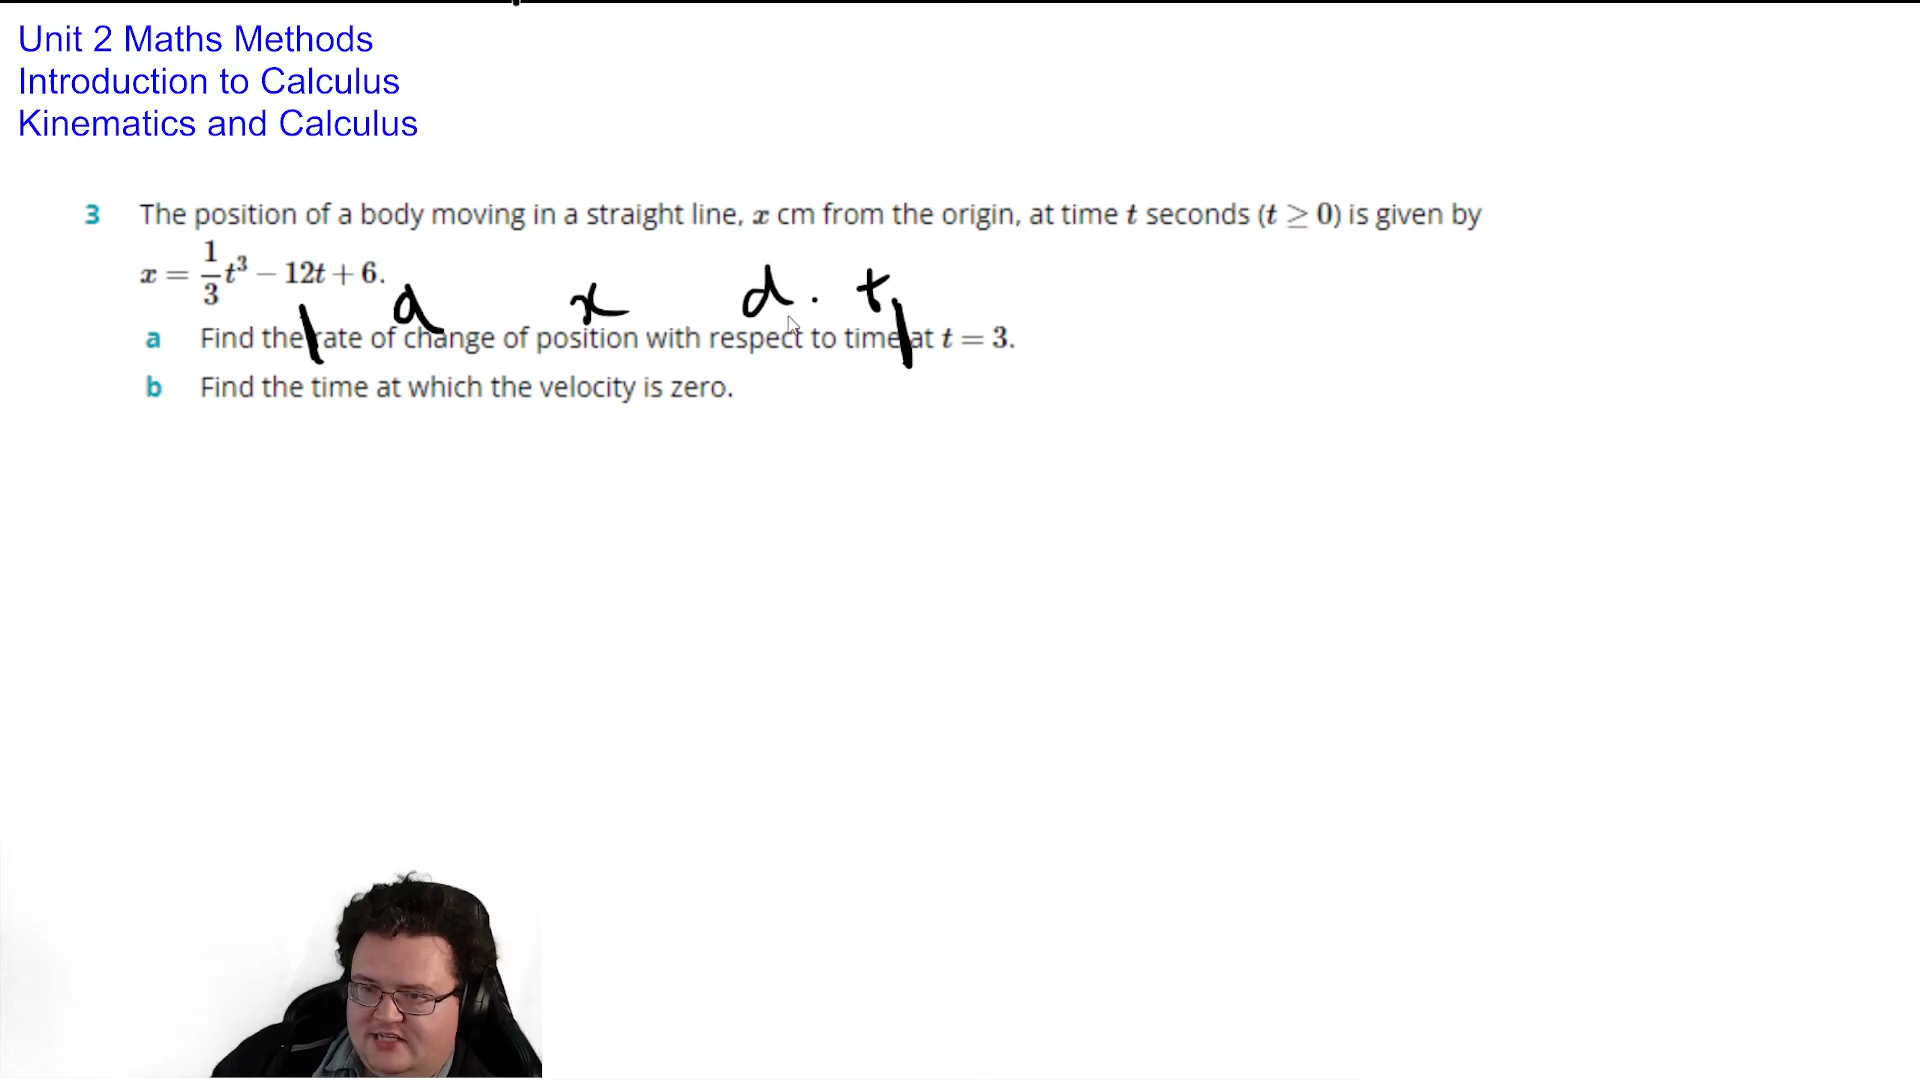 Unit 2 Maths Methods
Introduction to Calculus
Kinematics and Calculus
3 The position of a body moving in a straight line, x cm from the origin, at time t seconds (t ≥ 0) is given by
x = 1/3 t³ − 12t + 6.
d x d. t
a Find the rate of change of position with respect to time at t = 3.
b Find the time at which the velocity is zero.